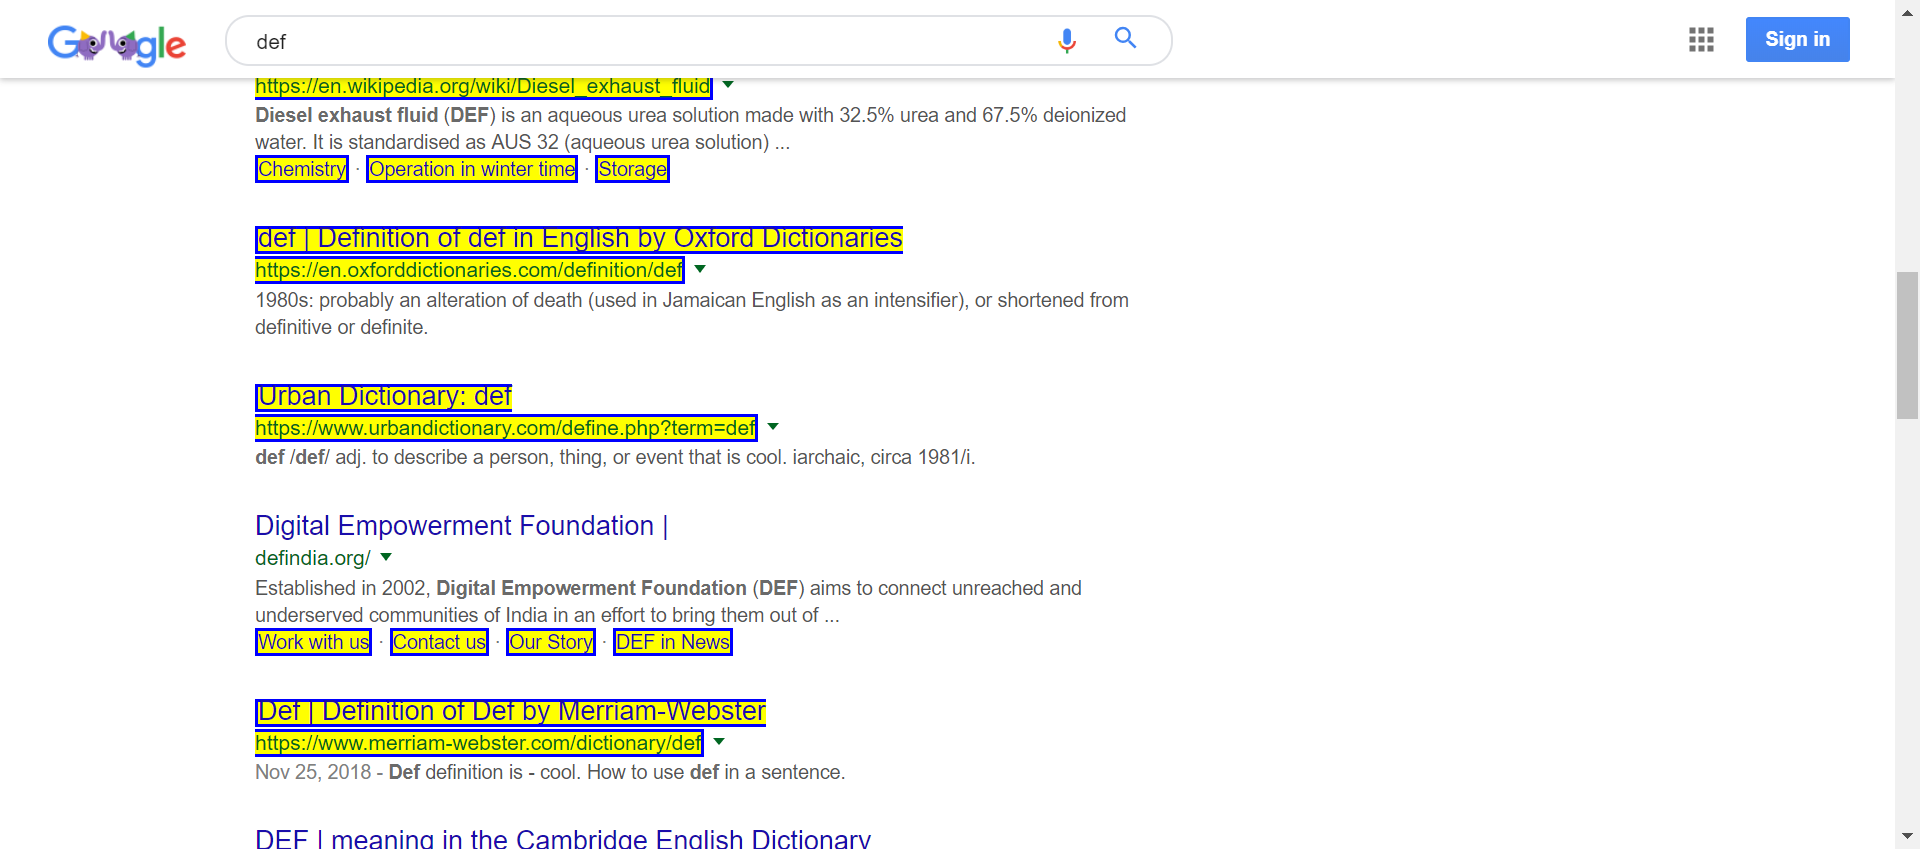 Google
def
Sign in
https://en.wikipedia.org/wiki/Diesel_exhaust_fluid
Diesel exhaust fluid (DEF) is an aqueous urea solution made with 32.5% urea and 67.5% deionized
water. It is standardised as AUS 32 (aqueous urea solution) ...
Chemistry · Operation in winter time · Storage
def | Definition of def in English by Oxford Dictionaries
https://en.oxforddictionaries.com/definition/def
1980s: probably an alteration of death (used in Jamaican English as an intensifier), or shortened from
definitive or definite.
Urban Dictionary: def
https://www.urbandictionary.com/define.php?term=def
def /def/ adj. to describe a person, thing, or event that is cool. iarchaic, circa 1981/i.
Digital Empowerment Foundation |
defindia.org/
Established in 2002, Digital Empowerment Foundation (DEF) aims to connect unreached and
underserved communities of India in an effort to bring them out of ...
Work with us · Contact us · Our Story · DEF in News
Def | Definition of Def by Merriam-Webster
https://www.merriam-webster.com/dictionary/def
Nov 25, 2018 - Def definition is - cool. How to use def in a sentence.
DEF | meaning in the Cambridge English Dictionary